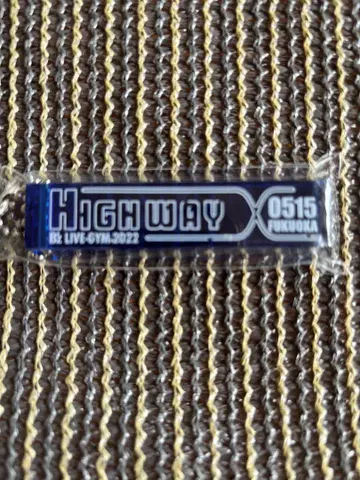 HIGHWAY X
B'z LIVE-GYM 2022
0515
FUKUOKA